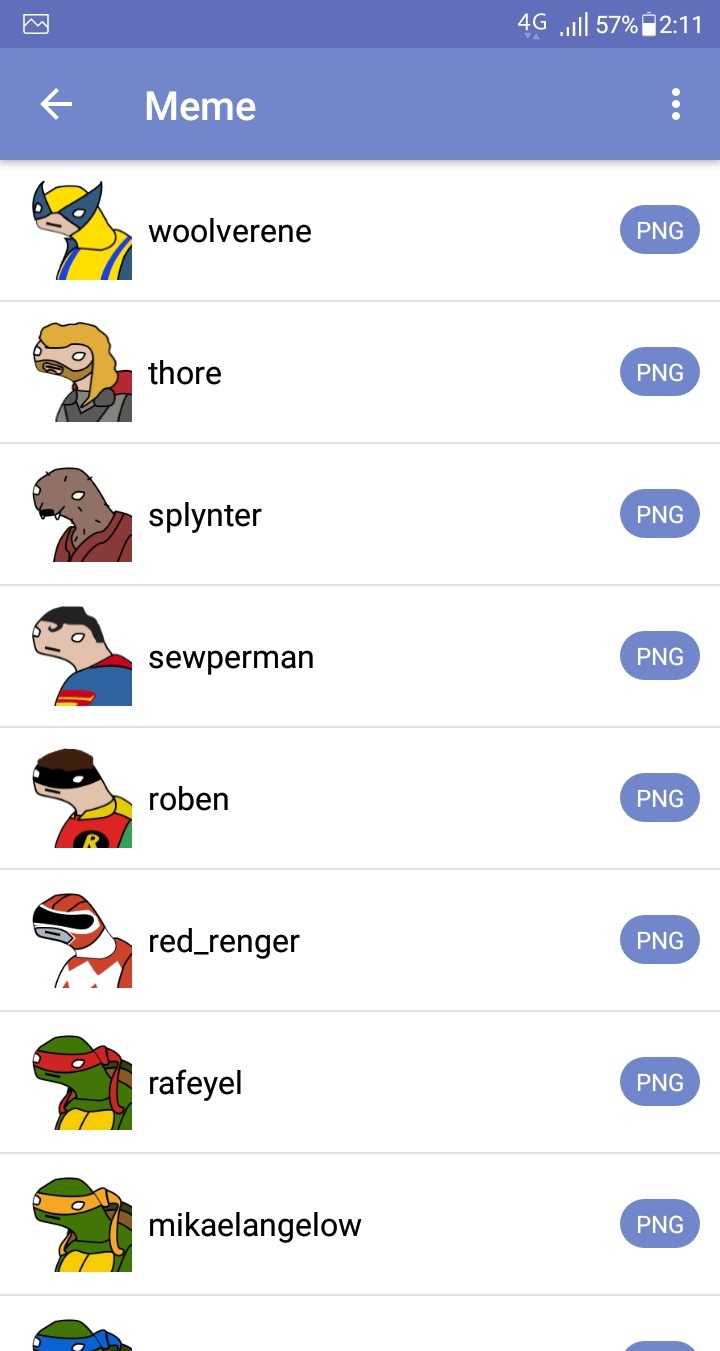 4G 57% 2:11
Meme
woolverene PNG
thore PNG
splynter PNG
sewperman PNG
roben PNG
R
red_renger PNG
rafeyel PNG
mikaelangelow PNG